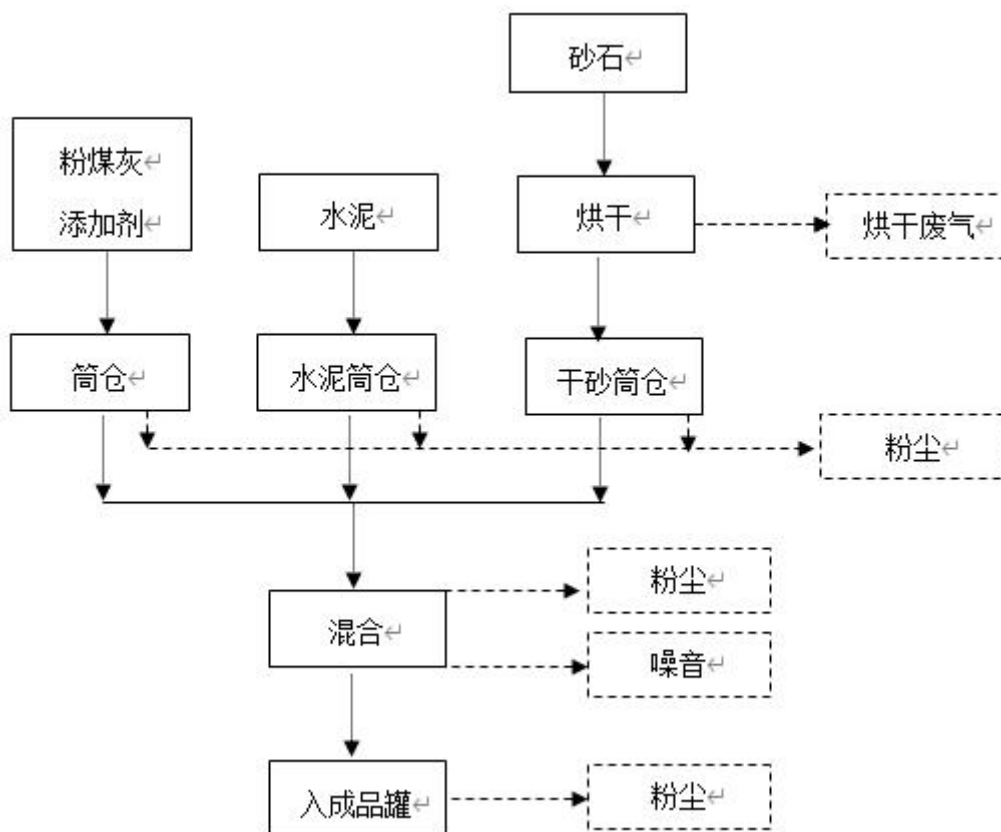 砂石
粉煤灰
添加剂
水泥
烘干
烘干废气
筒仓
水泥筒仓
干砂筒仓
粉尘
粉尘
混合
噪音
入成品罐
粉尘